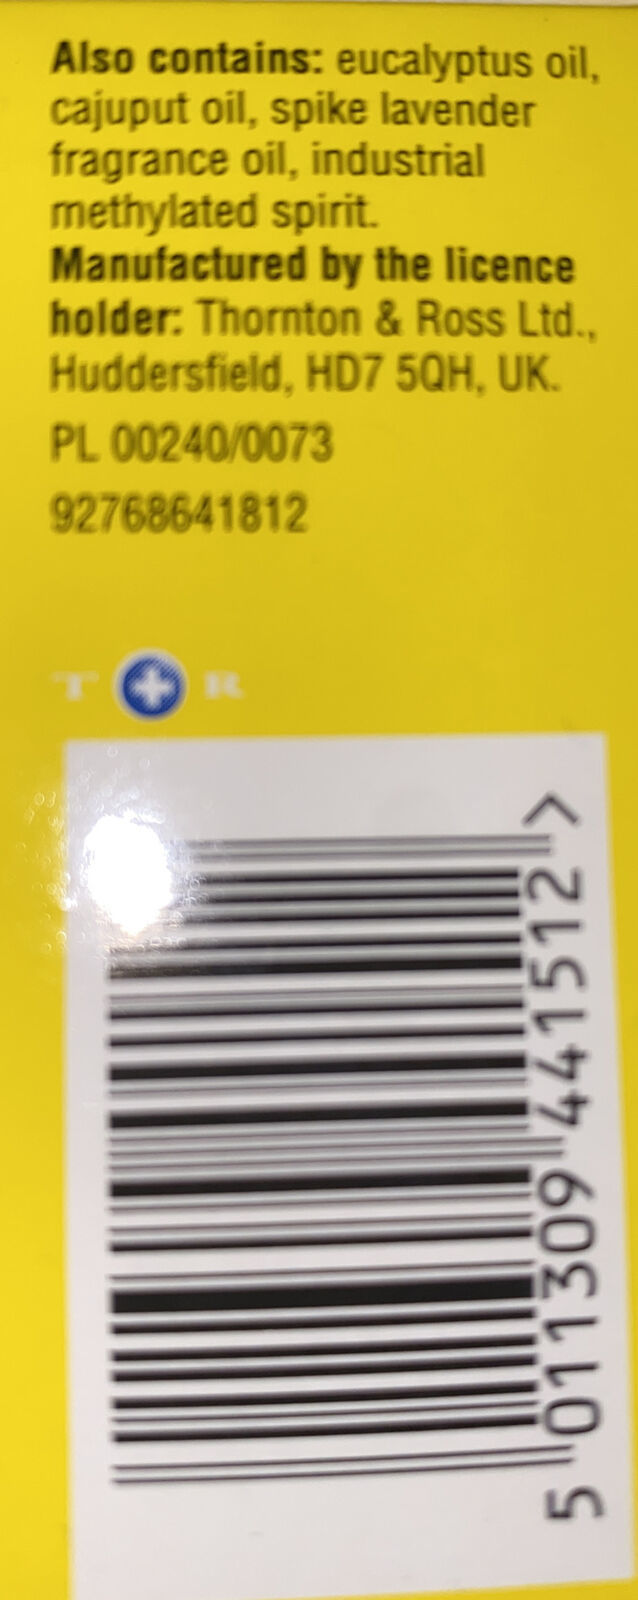 Also contains: eucalyptus oil,
cajuput oil, spike lavender
fragrance oil, industrial
methylated spirit.
Manufactured by the licence
holder: Thornton & Ross Ltd.,
Huddersfield, HD7 5QH, UK.
PL 00240/0073
92768641812
T R
5 011309 441512 >